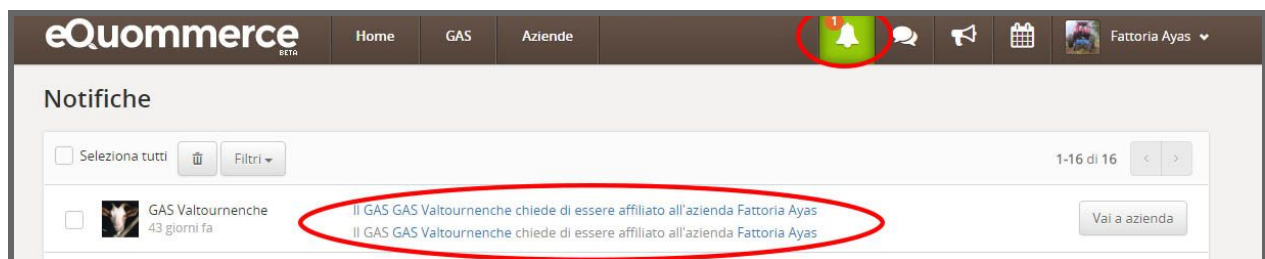 eQuommerce
BETA
Home GAS Aziende 1 Fattoria Ayas
Notifiche
Seleziona tutti Filtri 1-16 di 16
GAS Valtournenche
43 giorni fa
Il GAS GAS Valtournenche chiede di essere affiliato all'azienda Fattoria Ayas
Il GAS GAS Valtournenche chiede di essere affiliato all'azienda Fattoria Ayas
Vai a azienda